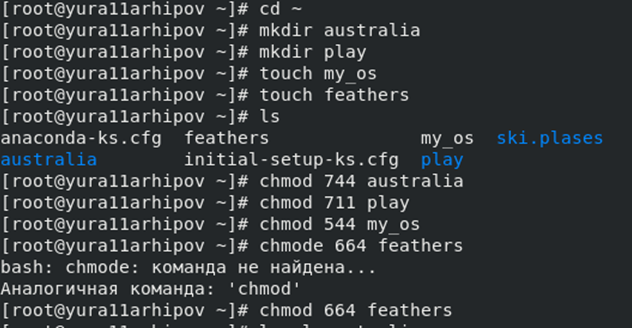 [root@yura11arhipov ~]# cd ~
[root@yura11arhipov ~]# mkdir australia
[root@yura11arhipov ~]# mkdir play
[root@yura11arhipov ~]# touch my_os
[root@yura11arhipov ~]# touch feathers
[root@yura11arhipov ~]# ls
anaconda-ks.cfg  feathers              my_os  ski.plases
australia        initial-setup-ks.cfg  play
[root@yura11arhipov ~]# chmod 744 australia
[root@yura11arhipov ~]# chmod 711 play
[root@yura11arhipov ~]# chmod 544 my_os
[root@yura11arhipov ~]# chmode 664 feathers
bash: chmode: команда не найдена...
Аналогичная команда: 'chmod'
[root@yura11arhipov ~]# chmod 664 feathers